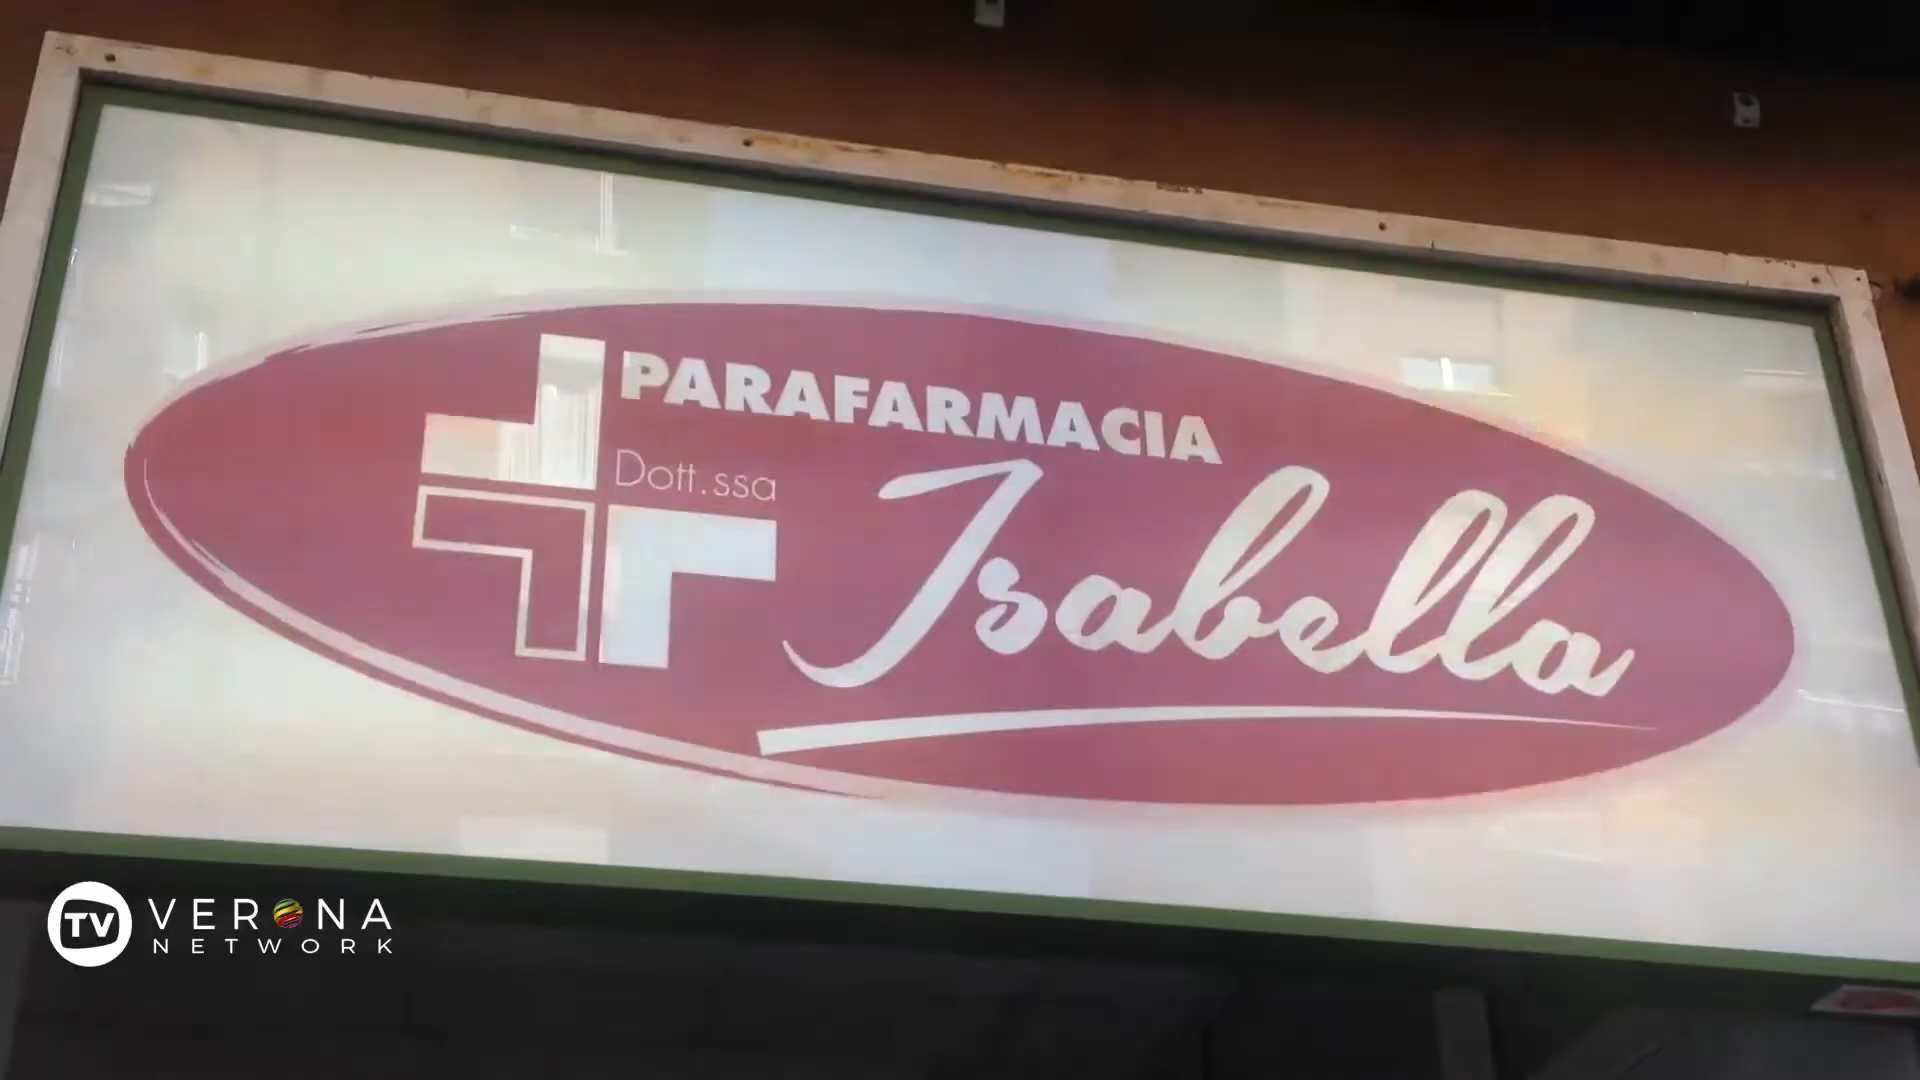 PARAFARMACIA
Dott.ssa
Isabella
TV VERONA
NETWORK